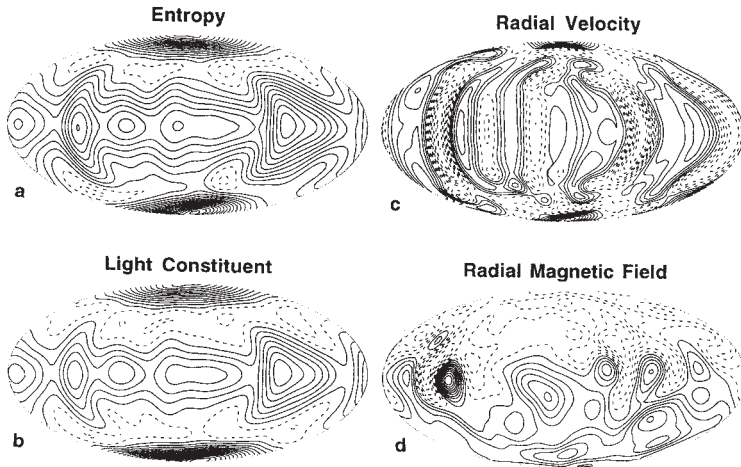 Entropy
a
Radial Velocity
c
Light Constituent
b
Radial Magnetic Field
d